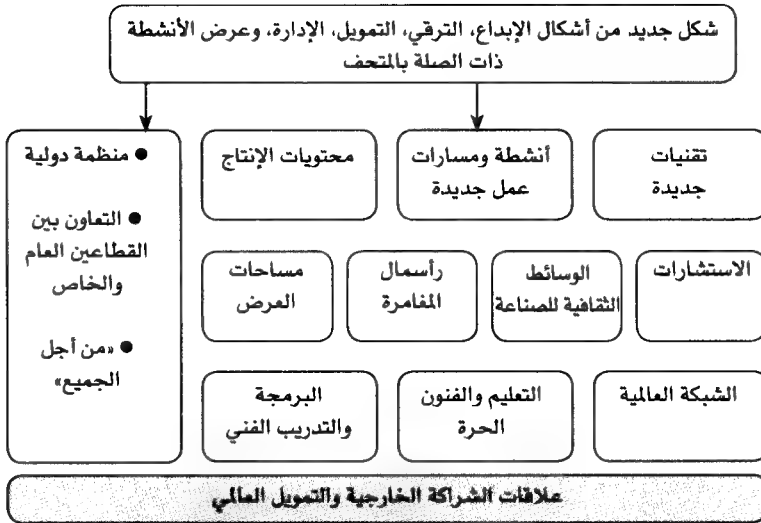 شكل جديد من أشكال الإبداع، الترقي، التمويل، الإدارة، وعرض الأنشطة
ذات الصلة بالمتحف
تقنيات
جديدة
أنشطة ومسارات
عمل جديدة
محتويات الإنتاج
● منظمة دولية
● التعاون بين
القطاعين العام
والخاص
● «من أجل
الجميع»
الاستشارات
الوسائط
الثقافية للصناعة
رأسمال
المغامرة
مساحات
العرض
الشبكة العالمية
التعليم والفنون
الحرة
البرمجة
والتدريب الفني
علاقات الشراكة الخارجية والتمويل العالمي